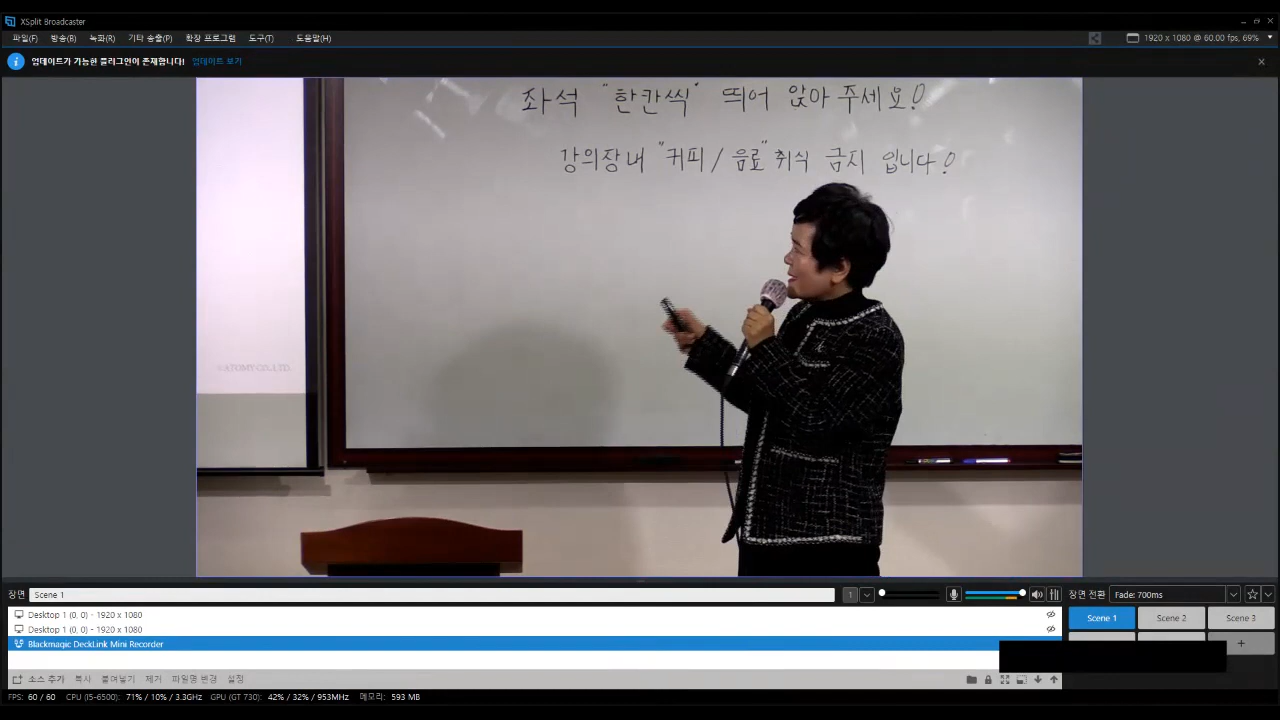 XSplit Broadcaster
파일(F) 방송(B) 녹화(R) 기타 송출(P) 확장 프로그램 도구(T) 도움말(H) 1920 x 1080 @ 60.00 fps, 69%
업데이트가 가능한 플러그인이 존재합니다! 업데이트 보기
좌석 "한칸씩" 띄어 앉아 주세요!
강의장내 "커피/음료" 취식 금지 입니다!
©ATOMY CO., LTD.
장면 Scene 1 1 장면 전환 Fade: 700ms
Desktop 1 (0, 0) - 1920 x 1080 Scene 1 Scene 2 Scene 3
Desktop 1 (0, 0) - 1920 x 1080
Blackmagic DeckLink Mini Recorder
소스 추가 복사 붙여넣기 제거 파일명 변경 설정
FPS: 60 / 60 CPU (I5-6500): 71% / 10% / 3.3GHz GPU (GT 730): 42% / 32% / 953MHz 메모리: 593 MB